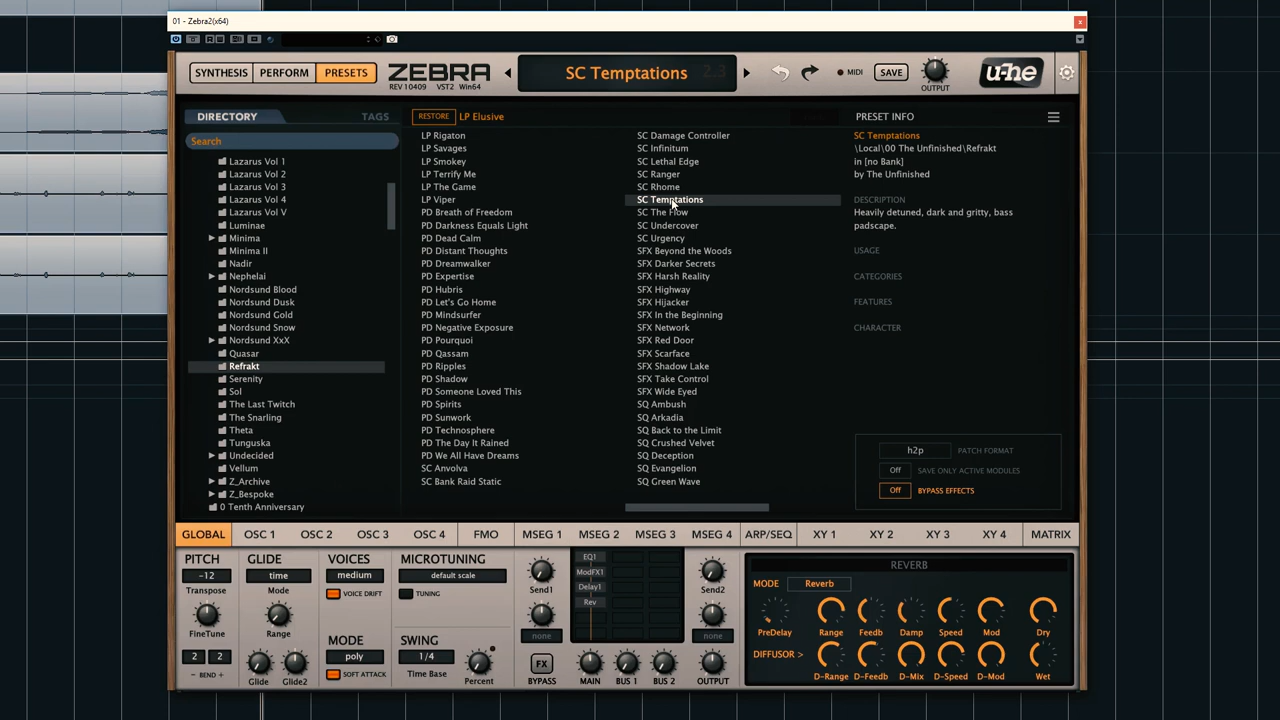 01 - Zebra2(x64)
x
SYNTHESIS PERFORM PRESETS
ZEBRA
REV 10409 VST2 Win64
SC Temptations 2.3
MIDI SAVE
OUTPUT
u-he
DIRECTORY TAGS
Search
Lazarus Vol 1
Lazarus Vol 2
Lazarus Vol 3
Lazarus Vol 4
Lazarus Vol V
Luminae
Minima
Minima II
Nadir
Nephelai
Nordsund Blood
Nordsund Dusk
Nordsund Gold
Nordsund Snow
Nordsund XxX
Quasar
Refrakt
Serenity
Sol
The Last Twitch
The Snarling
Theta
Tunguska
Undecided
Vellum
Z_Archive
Z_Bespoke
0 Tenth Anniversary
RESTORE LP Elusive
LP Rigaton
LP Savages
LP Smokey
LP Terrify Me
LP The Game
LP Viper
PD Breath of Freedom
PD Darkness Equals Light
PD Dead Calm
PD Distant Thoughts
PD Dreamwalker
PD Expertise
PD Hubris
PD Let's Go Home
PD Mindsurfer
PD Negative Exposure
PD Pourquoi
PD Qassam
PD Ripples
PD Shadow
PD Someone Loved This
PD Spirits
PD Sunwork
PD Technosphere
PD The Day It Rained
PD We All Have Dreams
SC Anvolva
SC Bank Raid Static
SC Damage Controller
SC Infinitum
SC Lethal Edge
SC Ranger
SC Rhome
SC Temptations
SC The Flow
SC Undercover
SC Urgency
SFX Beyond the Woods
SFX Darker Secrets
SFX Harsh Reality
SFX Highway
SFX Hijacker
SFX In the Beginning
SFX Network
SFX Red Door
SFX Scarface
SFX Shadow Lake
SFX Take Control
SFX Wide Eyed
SQ Ambush
SQ Arkadia
SQ Back to the Limit
SQ Crushed Velvet
SQ Deception
SQ Evangelion
SQ Green Wave
PRESET INFO
SC Temptations
\Local\00 The Unfinished\Refrakt
in [no Bank]
by The Unfinished
DESCRIPTION
Heavily detuned, dark and gritty, bass
padscape.
USAGE
CATEGORIES
FEATURES
CHARACTER
h2p PATCH FORMAT
Off SAVE ONLY ACTIVE MODULES
Off BYPASS EFFECTS
GLOBAL OSC 1 OSC 2 OSC 3 OSC 4 FMO MSEG 1 MSEG 2 MSEG 3 MSEG 4 ARP/SEQ XY 1 XY 2 XY 3 XY 4 MATRIX
PITCH
-12
Transpose
FineTune
2 2
− BEND +
GLIDE
time
Mode
Range
Glide Glide2
VOICES
medium
VOICE DRIFT
MODE
poly
SOFT ATTACK
MICROTUNING
default scale
TUNING
SWING
1/4
Time Base Percent
Send1
none
FX
BYPASS
EQ1
ModFX1
Delay1
Rev
MAIN BUS 1 BUS 2
Send2
none
OUTPUT
REVERB
MODE Reverb
PreDelay Range Feedb Damp Speed Mod Dry
DIFFUSOR >
D-Range D-Feedb D-Mix D-Speed D-Mod Wet